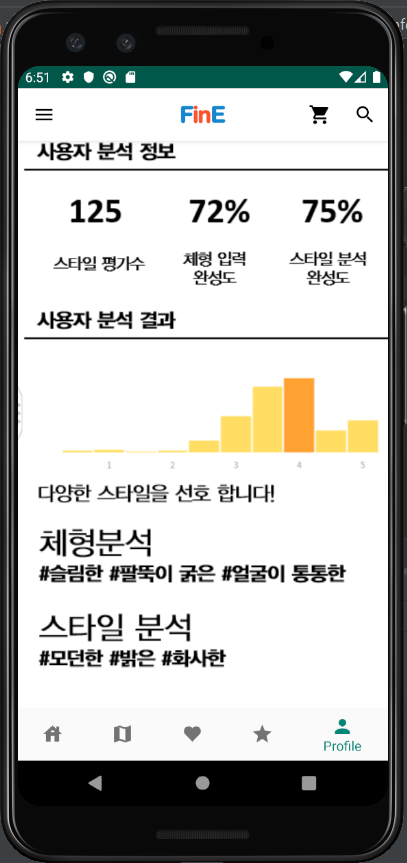 6:51
FinE
사용자 분석 정보
125 72% 75%
스타일 평가수 체형 입력 스타일 분석
완성도 완성도
사용자 분석 결과
1 2 3 4 5
다양한 스타일을 선호 합니다!
체형분석
#슬림한 #팔뚝이 굵은 #얼굴이 통통한
스타일 분석
#모던한 #밝은 #화사한
Profile